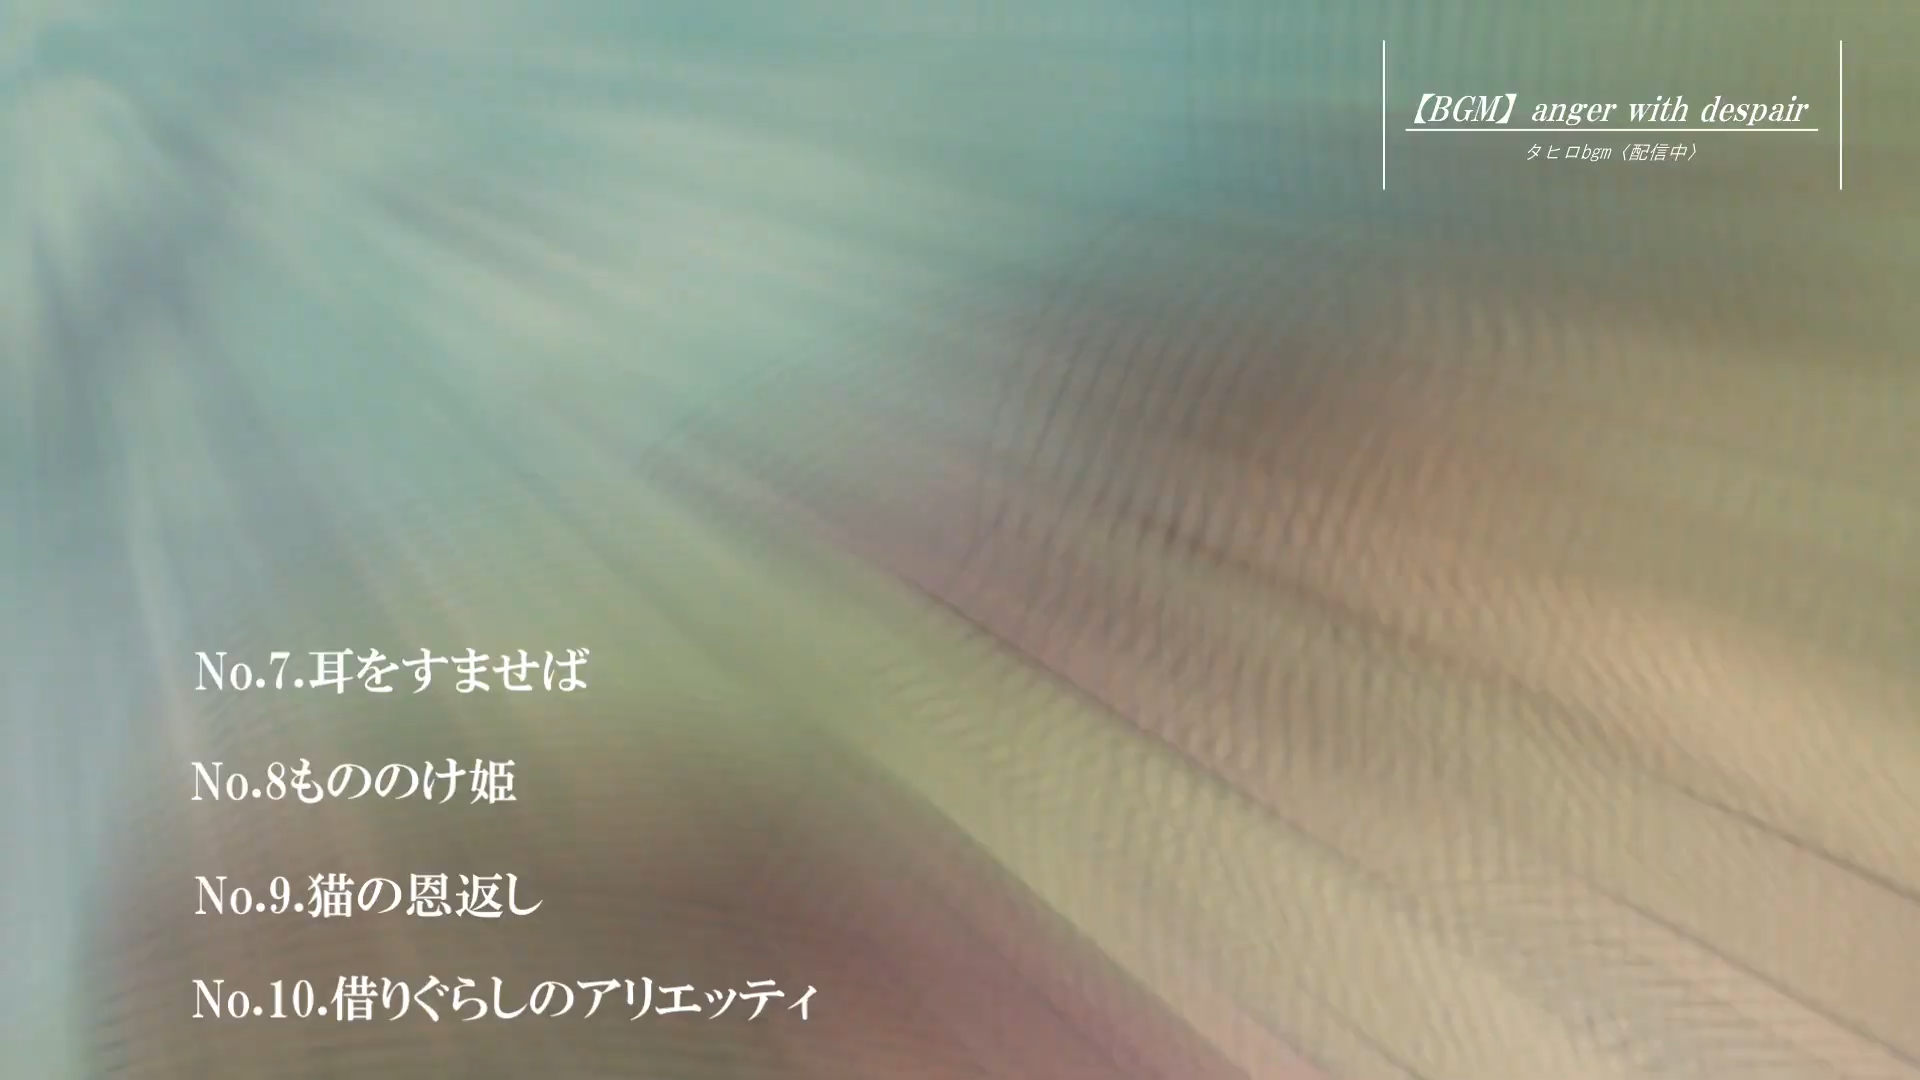 【BGM】anger with despair
タヒロbgm〈配信中〉
No.7.耳をすませば
No.8もののけ姫
No.9.猫の恩返し
No.10.借りぐらしのアリエッティ